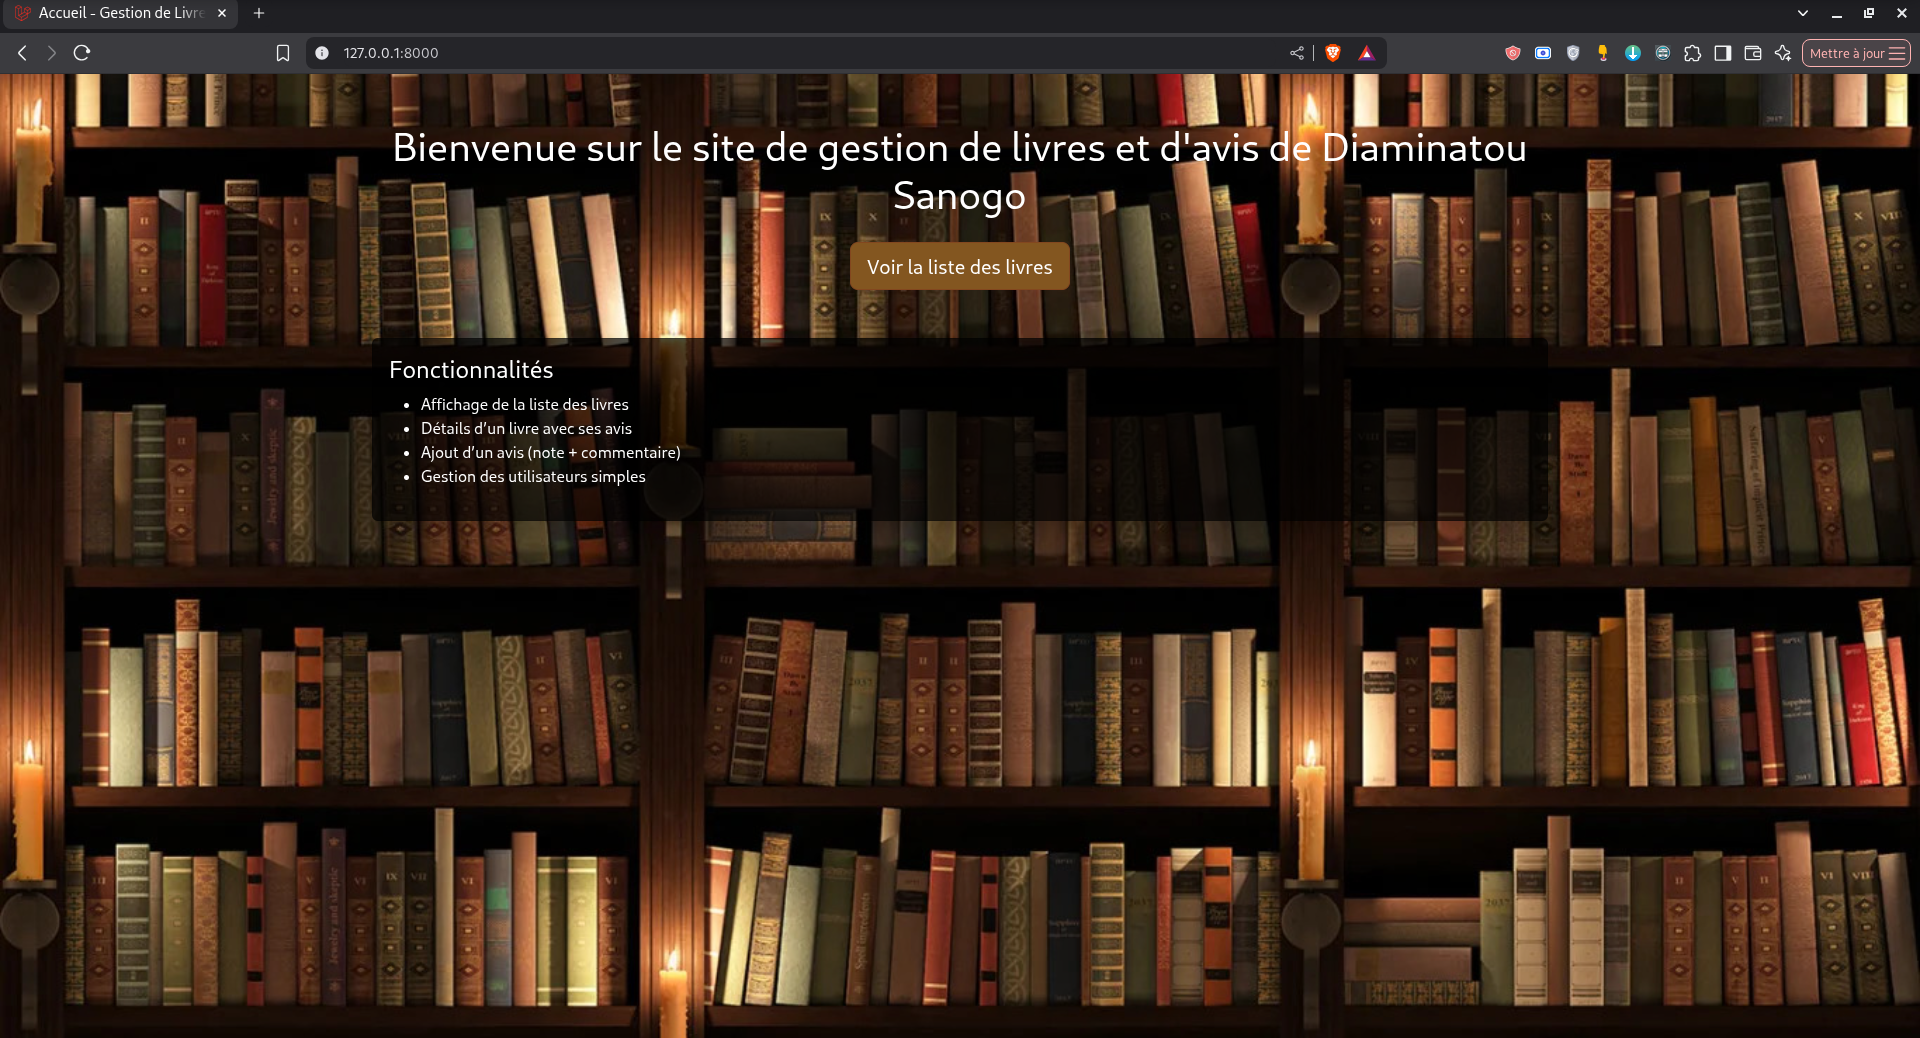 Accueil - Gestion de Livre
127.0.0.1:8000
Mettre à jour
Bienvenue sur le site de gestion de livres et d'avis de Diaminatou
Sanogo
Voir la liste des livres
Fonctionnalités
Affichage de la liste des livres
Détails d’un livre avec ses avis
Ajout d’un avis (note + commentaire)
Gestion des utilisateurs simples